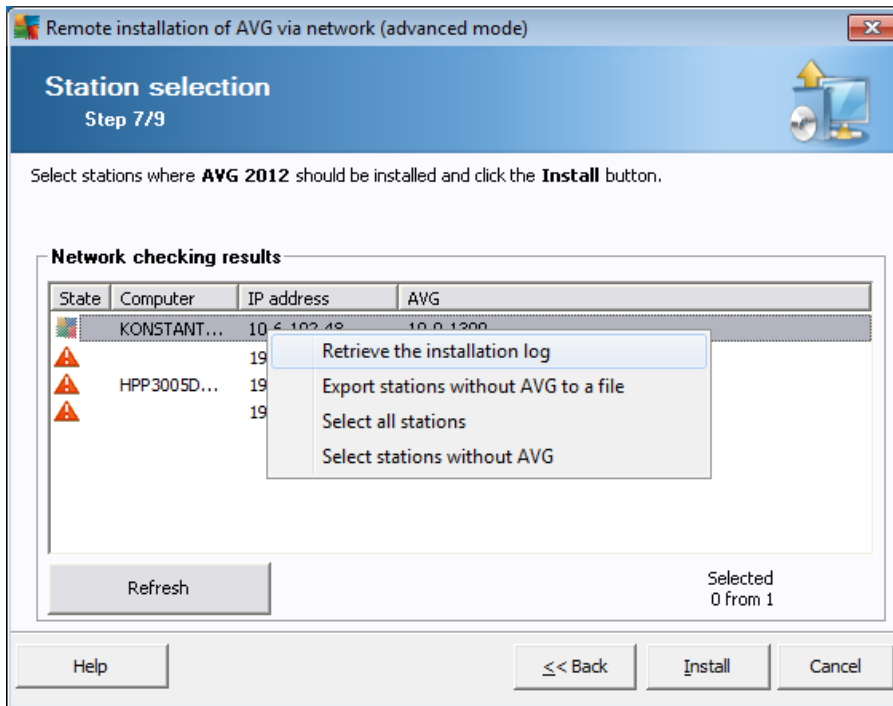 Remote installation of AVG via network (advanced mode)
Station selection
Step 7/9
Select stations where AVG 2012 should be installed and click the Install button.
Network checking results
State Computer IP address AVG
KONSTANT...
19
HPP3005D... 19
19
Retrieve the installation log
Export stations without AVG to a file
Select all stations
Select stations without AVG
Refresh
Selected
0 from 1
Help << Back Install Cancel